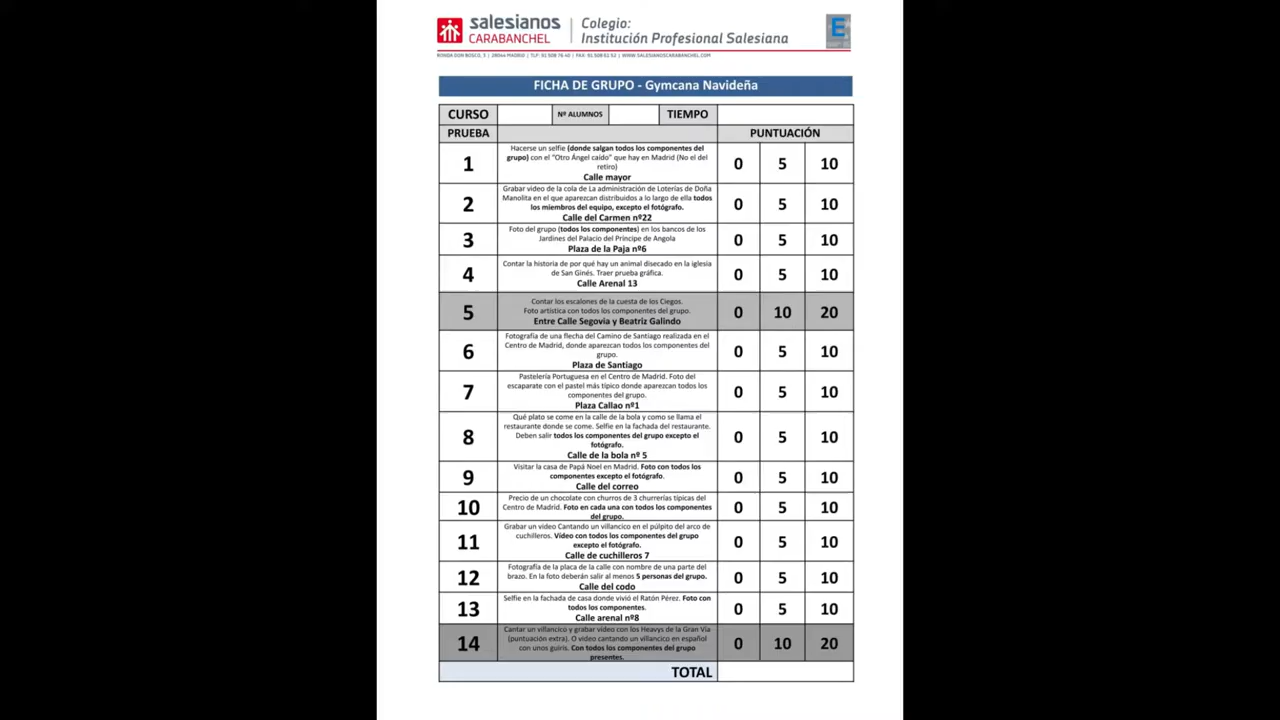 salesianos
CARABANCHEL
Colegio:
Institución Profesional Salesiana
E
RONDA DON BOSCO, 3 | 28044 MADRID | TLF: 91 508 76 40 | FAX: 91 508 61 52 | WWW.SALESIANOSCARABANCHEL.COM
FICHA DE GRUPO - Gymcana Navideña
CURSO Nº ALUMNOS TIEMPO
PRUEBA PUNTUACIÓN
1
Hacerse un selfie (donde salgan todos los componentes del
grupo) con el "Otro Ángel caído" que hay en Madrid (No el del
retiro)
Calle mayor
0 5 10
2
Grabar video de la cola de La administración de Loterías de Doña
Manolita en el que aparezcan distribuidos a lo largo de ella todos
los miembros del equipo, excepto el fotógrafo.
Calle del Carmen nº22
0 5 10
3
Foto del grupo (todos los componentes) en los bancos de los
Jardines del Palacio del Príncipe de Angola
Plaza de la Paja nº6
0 5 10
4
Contar la historia de por qué hay un animal disecado en la iglesia
de San Ginés. Traer prueba gráfica.
Calle Arenal 13
0 5 10
5
Contar los escalones de la cuesta de los Ciegos.
Foto artística con todos los componentes del grupo.
Entre Calle Segovia y Beatriz Galindo
0 10 20
6
Fotografía de una flecha del Camino de Santiago realizada en el
Centro de Madrid, donde aparezcan todos los componentes del
grupo.
Plaza de Santiago
0 5 10
7
Pastelería Portuguesa en el Centro de Madrid. Foto del
escaparate con el pastel más típico donde aparezcan todos los
componentes del grupo.
Plaza Callao nº1
0 5 10
8
Qué plato se come en la calle de la bola y como se llama el
restaurante donde se come. Selfie en la fachada del restaurante.
Deben salir todos los componentes del grupo excepto el
fotógrafo.
Calle de la bola nº 5
0 5 10
9
Visitar la casa de Papá Noel en Madrid. Foto con todos los
componentes excepto el fotógrafo.
Calle del correo
0 5 10
10
Precio de un chocolate con churros de 3 churrerías típicas del
Centro de Madrid. Foto en cada una con todos los componentes
del grupo.
0 5 10
11
Grabar un video Cantando un villancico en el púlpito del arco de
cuchilleros. Vídeo con todos los componentes del grupo
excepto el fotógrafo.
Calle de cuchilleros 7
0 5 10
12
Fotografía de la placa de la calle con nombre de una parte del
brazo. En la foto deberán salir al menos 5 personas del grupo.
Calle del codo
0 5 10
13
Selfie en la fachada de casa donde vivió el Ratón Pérez. Foto con
todos los componentes.
Calle arenal nº8
0 5 10
14
Cantar un villancico y grabar vídeo con los Heavys de la Gran Vía
(puntuación extra). O video cantando un villancico en español
con unos guiris. Con todos los componentes del grupo
presentes.
0 10 20
TOTAL